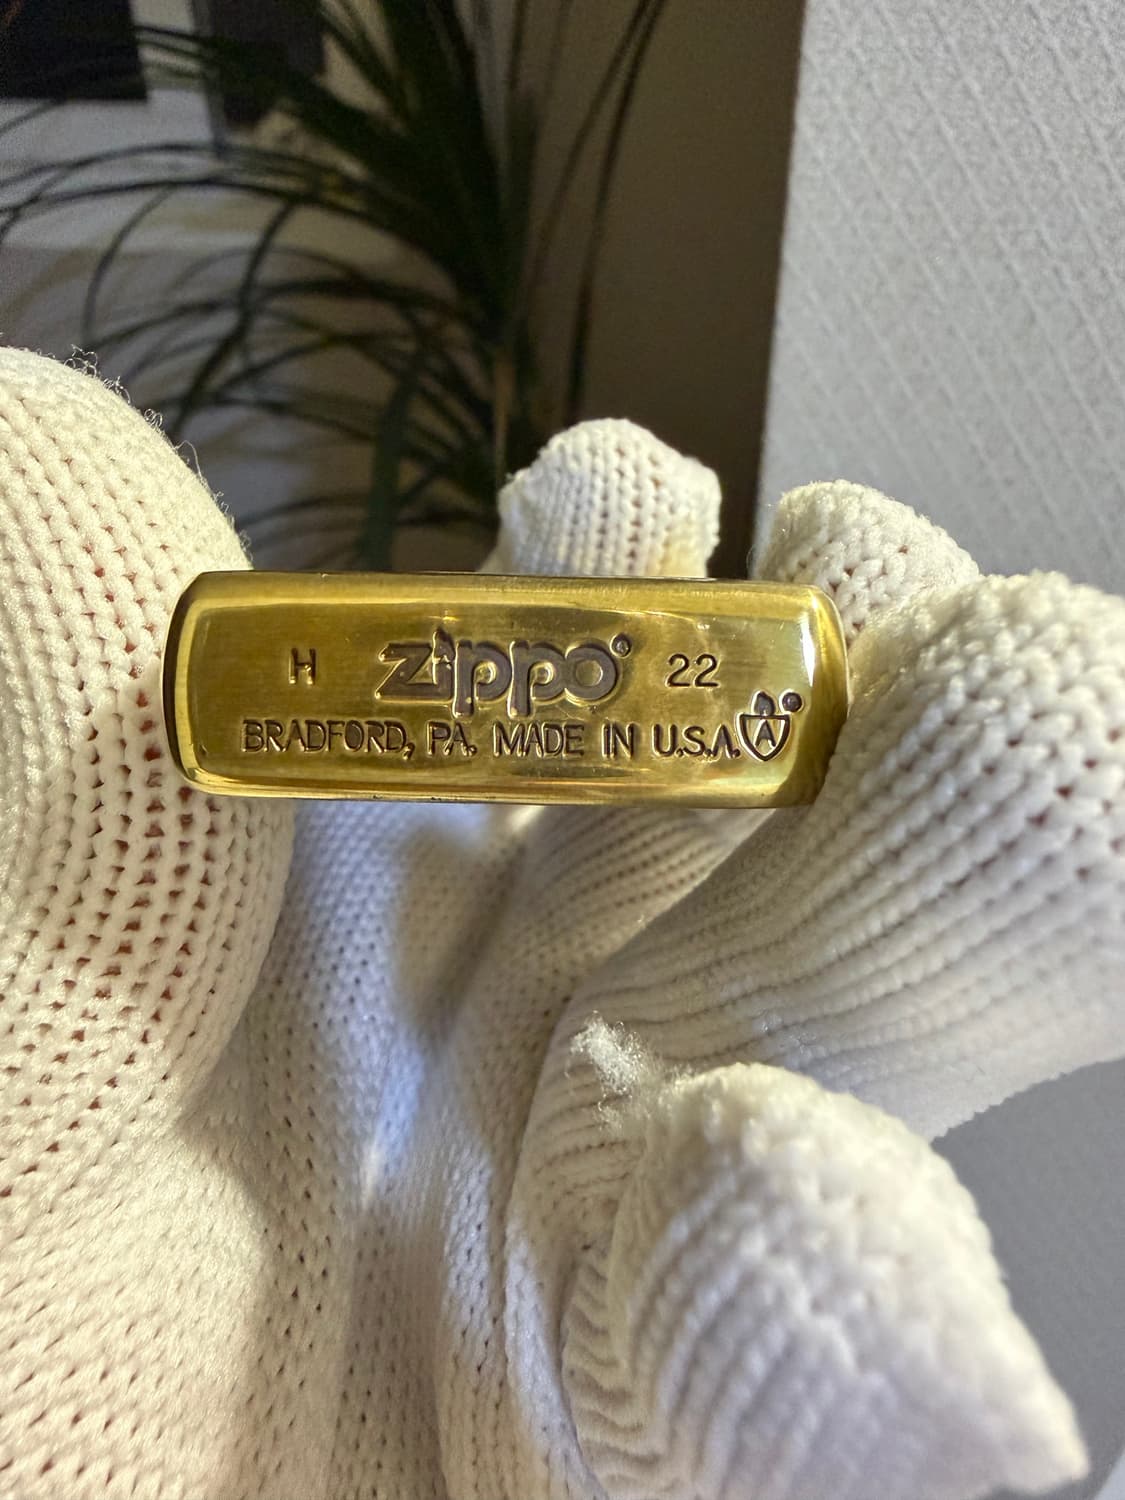 H Zippo® 22
BRADFORD, PA. MADE IN U.S.A. A